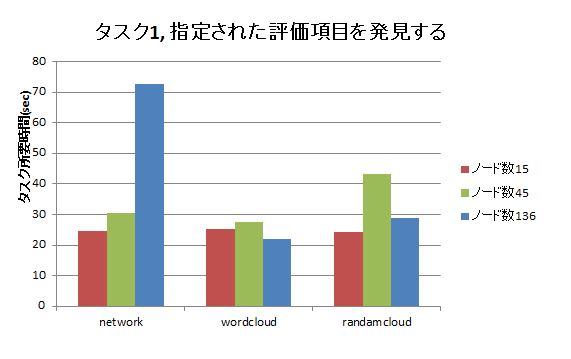 タスク1, 指定された評価項目を発見する
タスク所要時間(sec)
80
70
60
50
40
30
20
10
0
network
wordcloud
randamcloud
ノード数15
ノード数45
ノード数136